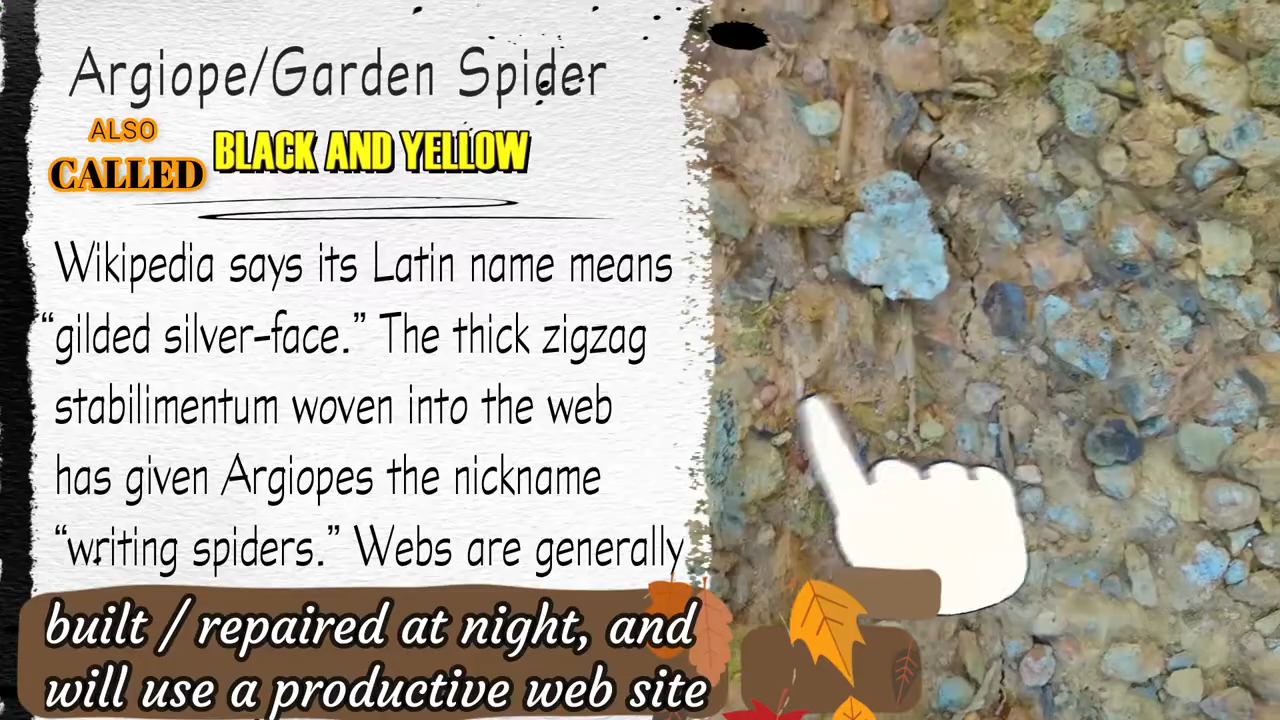 Argiope/Garden Spider
ALSO
CALLED BLACK AND YELLOW
Wikipedia says its Latin name means
“gilded silver-face.” The thick zigzag
stabilimentum woven into the web
has given Argiopes the nickname
“writing spiders.” Webs are generally
built / repaired at night, and
will use a productive web site